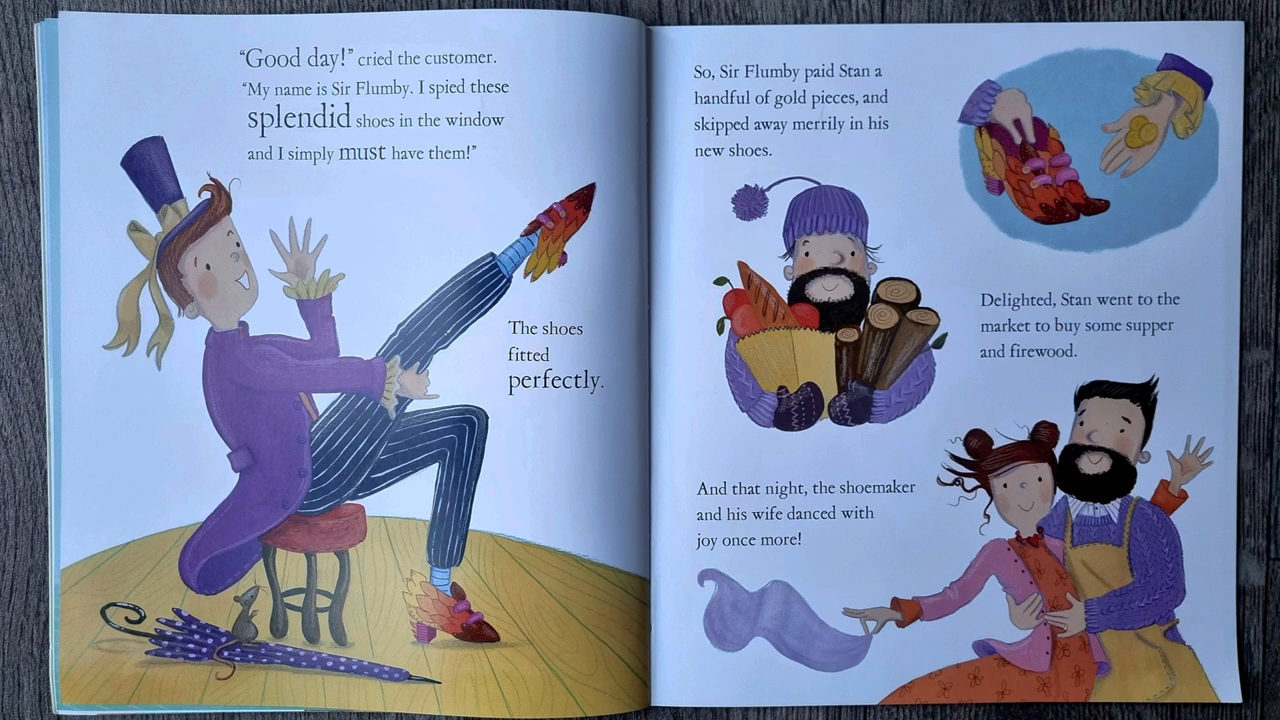 “Good day!” cried the customer.
“My name is Sir Flumby. I spied these
splendid shoes in the window
and I simply must have them!”
The shoes
fitted
perfectly.
So, Sir Flumby paid Stan a
handful of gold pieces, and
skipped away merrily in his
new shoes.
Delighted, Stan went to the
market to buy some supper
and firewood.
And that night, the shoemaker
and his wife danced with
joy once more!